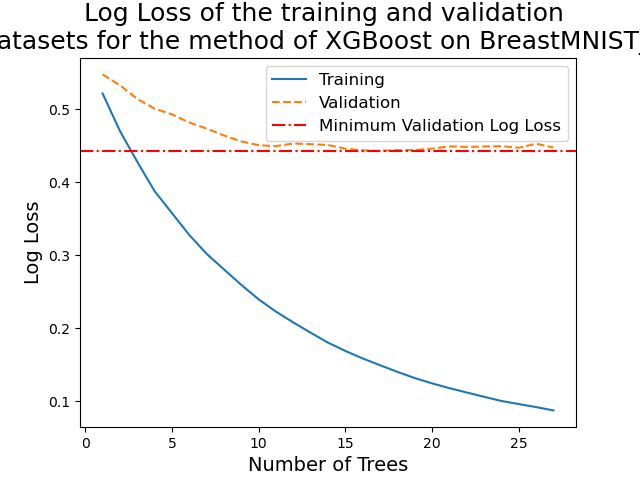 Log Loss of the training and validation
atasets for the method of XGBoost on BreastMNIST_
Training
Validation
Minimum Validation Log Loss
Log Loss
0.5
0.4
0.3
0.2
0.1
0 5 10 15 20 25
Number of Trees